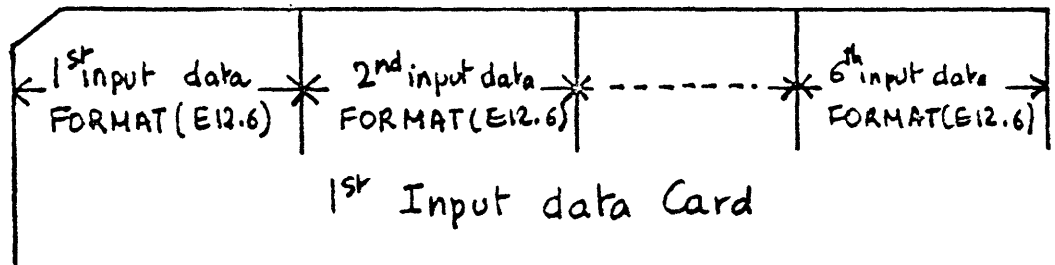 1st input data
FORMAT(E12.6)
2nd input data
FORMAT(E12.6)
6th input data
FORMAT(E12.6)
1st Input data Card